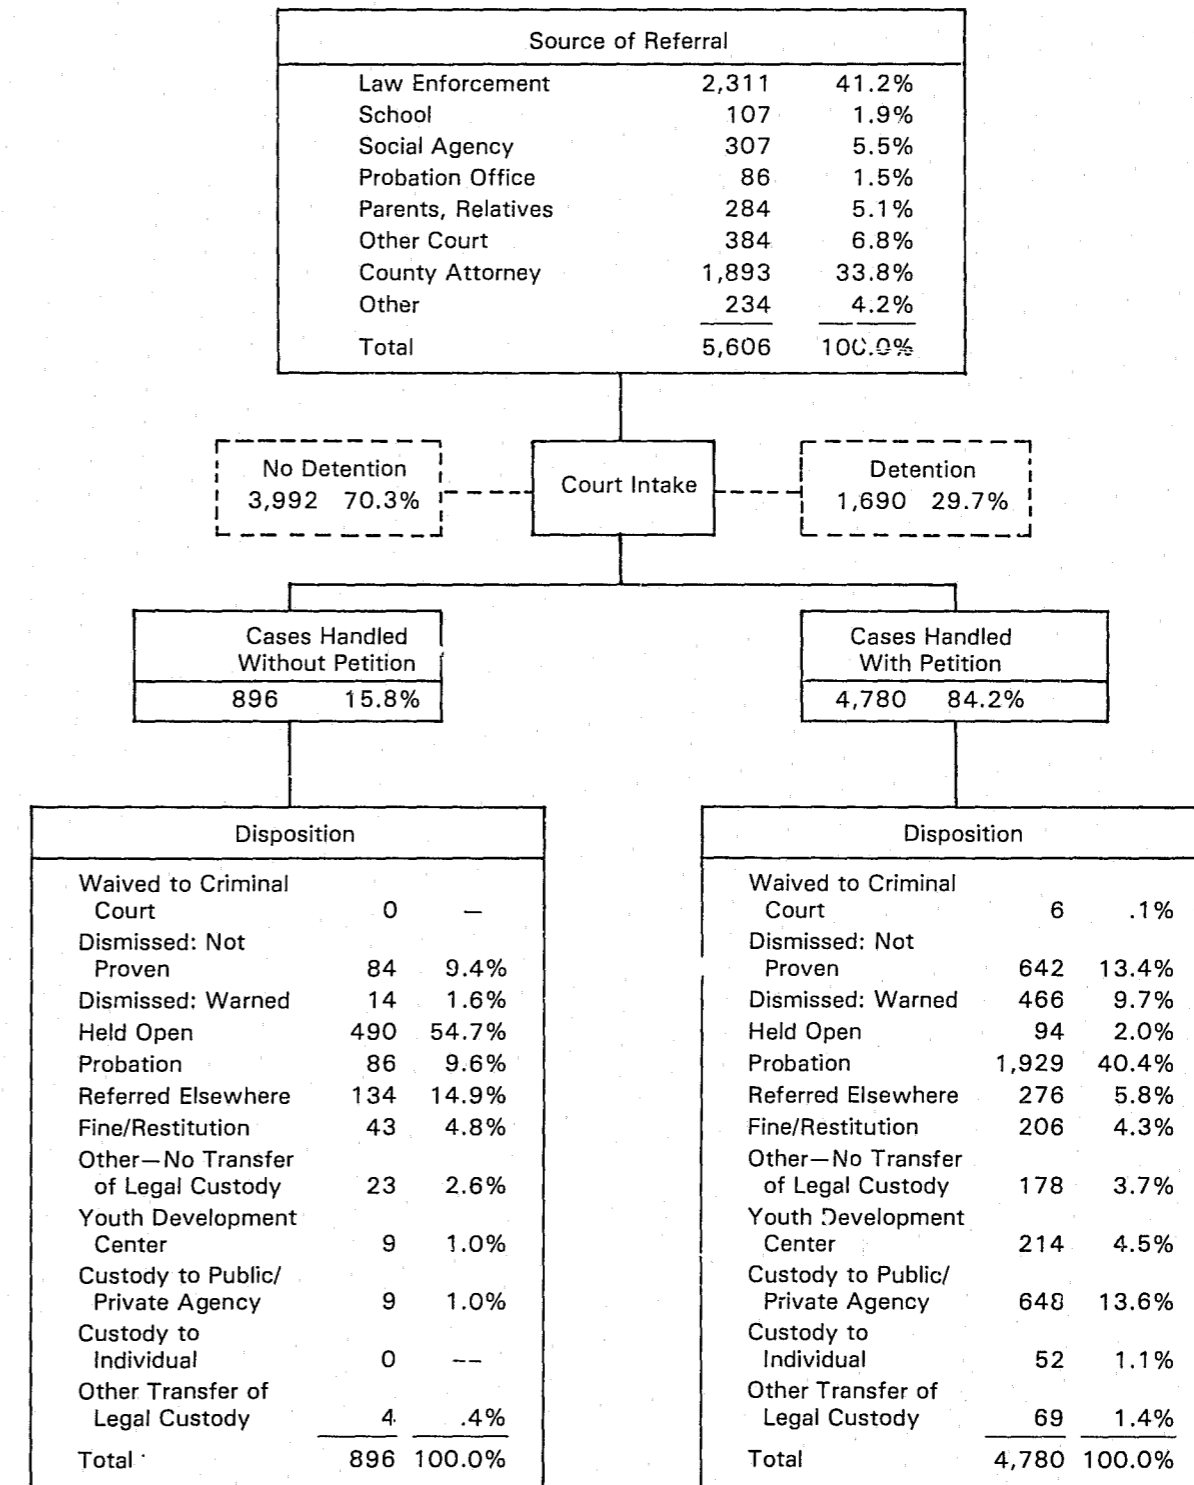 Source of Referral
Law Enforcement 2,311 41.2%
School 107 1.9%
Social Agency 307 5.5%
Probation Office 86 1.5%
Parents, Relatives 284 5.1%
Other Court 384 6.8%
County Attorney 1,893 33.8%
Other 234 4.2%
Total 5,606 100.0%
No Detention
3,992 70.3%
Court Intake
Detention
1,690 29.7%
Cases Handled
Without Petition
896 15.8%
Cases Handled
With Petition
4,780 84.2%
Disposition
Waived to Criminal
Court 0 —
Dismissed: Not
Proven 84 9.4%
Dismissed: Warned 14 1.6%
Held Open 490 54.7%
Probation 86 9.6%
Referred Elsewhere 134 14.9%
Fine/Restitution 43 4.8%
Other—No Transfer
of Legal Custody 23 2.6%
Youth Development
Center 9 1.0%
Custody to Public/
Private Agency 9 1.0%
Custody to
Individual 0 --
Other Transfer of
Legal Custody 4 .4%
Total 896 100.0%
Disposition
Waived to Criminal
Court 6 .1%
Dismissed: Not
Proven 642 13.4%
Dismissed: Warned 466 9.7%
Held Open 94 2.0%
Probation 1,929 40.4%
Referred Elsewhere 276 5.8%
Fine/Restitution 206 4.3%
Other—No Transfer
of Legal Custody 178 3.7%
Youth Development
Center 214 4.5%
Custody to Public/
Private Agency 648 13.6%
Custody to
Individual 52 1.1%
Other Transfer of
Legal Custody 69 1.4%
Total 4,780 100.0%